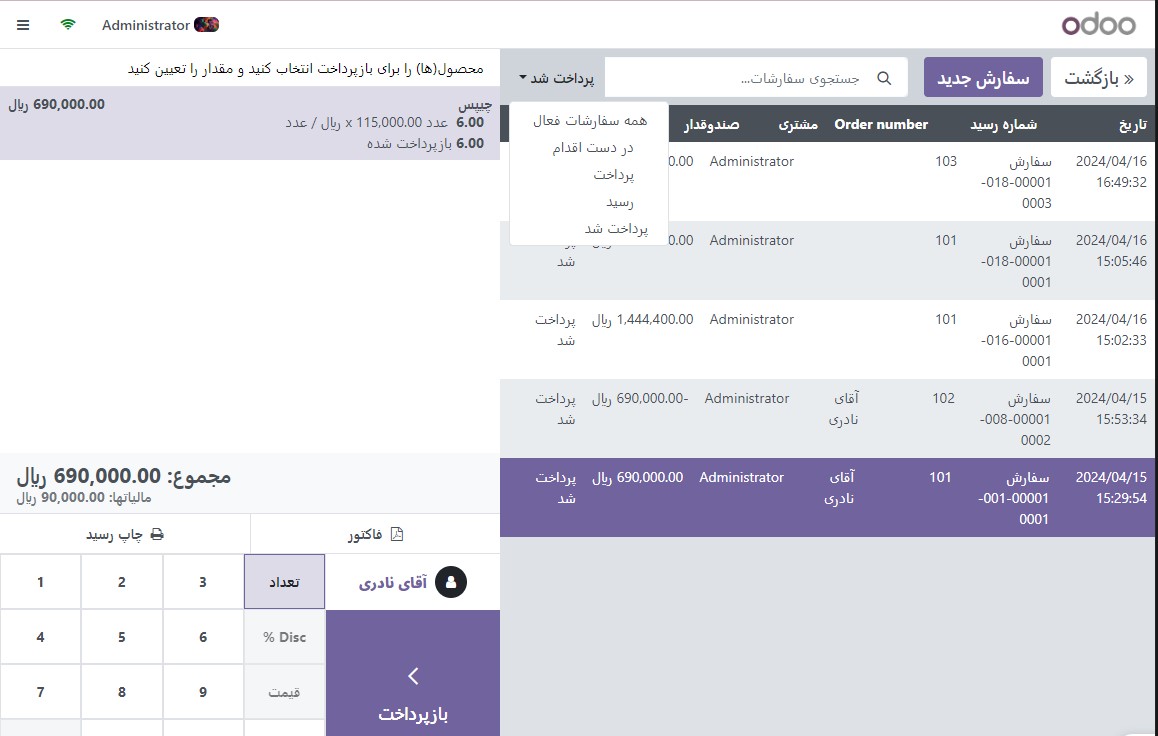 odoo
Administrator
» بازگشت
سفارش جدید
جستجوی سفارشات...
پرداخت شد
همه سفارشات فعال
در دست اقدام
پرداخت
رسید
پرداخت شد
تاریخ شماره رسید Order number مشتری صندوقدار
2024/04/16 سفارش 103 Administrator
16:49:32 00001-018-
0003
2024/04/16 سفارش 101 Administrator
15:05:46 00001-018- شد
0001
2024/04/16 سفارش 101 Administrator 1,444,400.00 ریال پرداخت
15:02:33 00001-016- شد
0001
2024/04/15 سفارش 102 آقای Administrator -690,000.00 ریال پرداخت
15:53:34 00001-008- نادری شد
0002
2024/04/15 سفارش 101 آقای Administrator 690,000.00 ریال پرداخت
15:29:54 00001-001- نادری شد
0001
محصول(ها) را برای بازپرداخت انتخاب کنید و مقدار را تعیین کنید
چیپس 690,000.00 ریال
6.00 عدد x 115,000.00 ریال / عدد
6.00 بازپرداخت شده
مجموع: 690,000.00 ریال
مالیاتها: 90,000.00 ریال
فاکتور
چاپ رسید
آقای نادری
بازپرداخت
1 2 3 تعداد
4 5 6 % Disc
7 8 9 قیمت